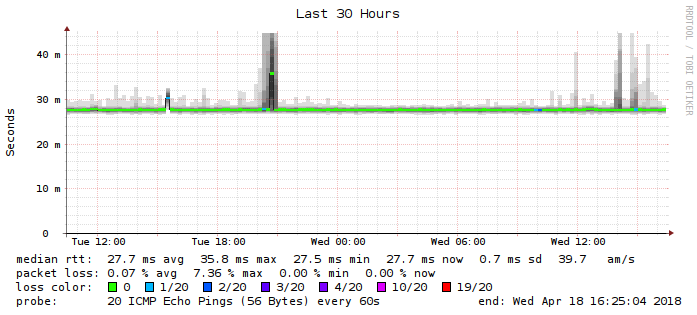 Last 30 Hours
RRDTOOL / TOBI OETIKER
Seconds
40 m
30 m
20 m
10 m
0
Tue 12:00 Tue 18:00 Wed 00:00 Wed 06:00 Wed 12:00
median rtt: 27.7 ms avg 35.8 ms max 27.5 ms min 27.7 ms now 0.7 ms sd 39.7 am/s
packet loss: 0.07 % avg 7.36 % max 0.00 % min 0.00 % now
loss color: 0 1/20 2/20 3/20 4/20 10/20 19/20
probe: 20 ICMP Echo Pings (56 Bytes) every 60s end: Wed Apr 18 16:25:04 2018